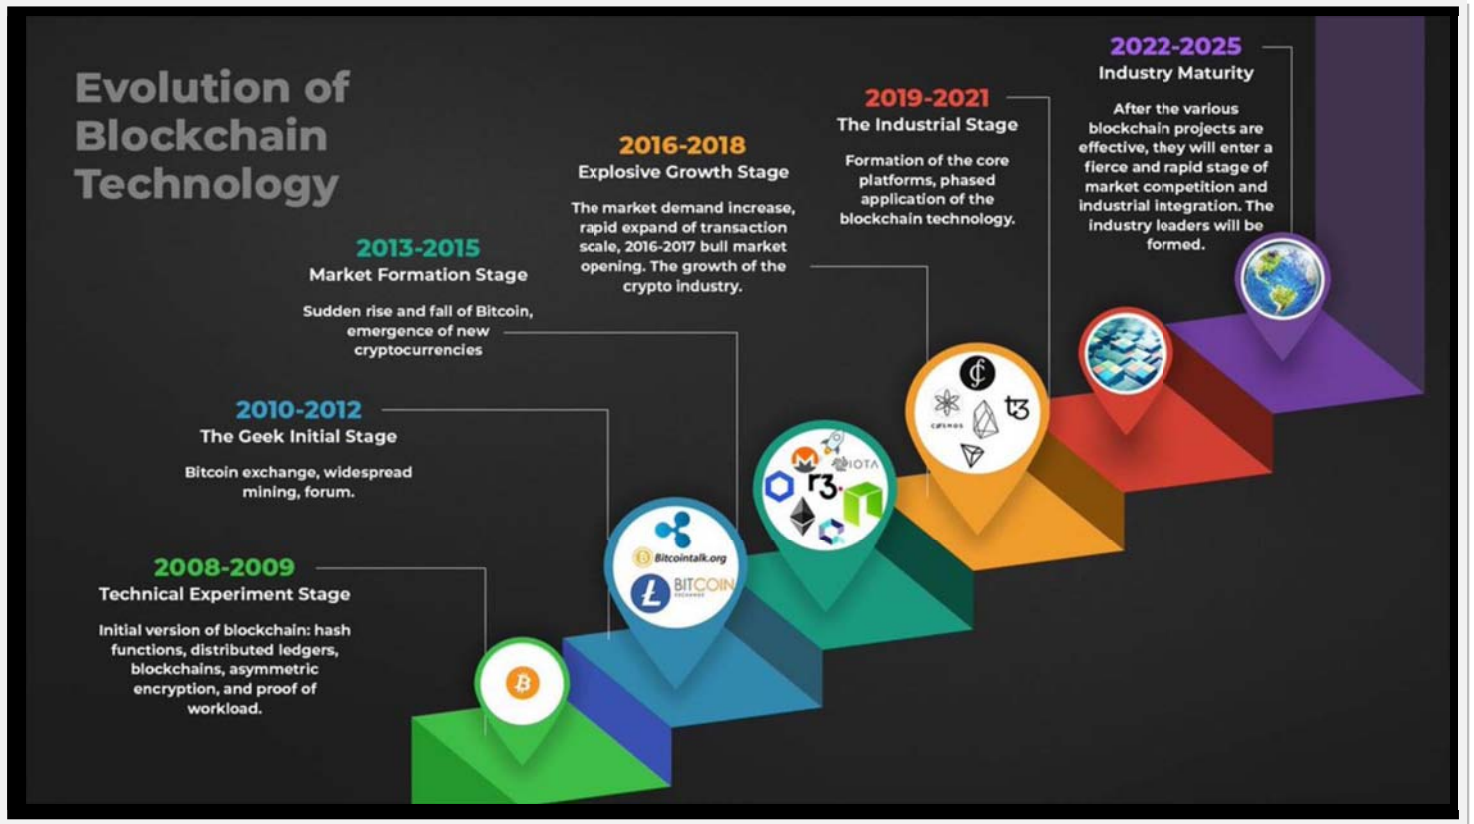 Evolution of
Blockchain
Technology
2008-2009
Technical Experiment Stage
Initial version of blockchain: hash
functions, distributed ledgers,
blockchains, asymmetric
encryption, and proof of
workload.
2010-2012
The Geek Initial Stage
Bitcoin exchange, widespread
mining, forum.
2013-2015
Market Formation Stage
Sudden rise and fall of Bitcoin,
emergence of new
cryptocurrencies
2016-2018
Explosive Growth Stage
The market demand increase,
rapid expand of transaction
scale, 2016-2017 bull market
opening. The growth of the
crypto industry.
2019-2021
The Industrial Stage
Formation of the core
platforms, phased
application of the
blockchain technology.
2022-2025
Industry Maturity
After the various
blockchain projects are
effective, they will enter a
fierce and rapid stage of
market competition and
industrial integration. The
industry leaders will be
formed.
Bitcointalk.org
BITCOIN
EXCHANGE
IOTA
r3.
COSMOS